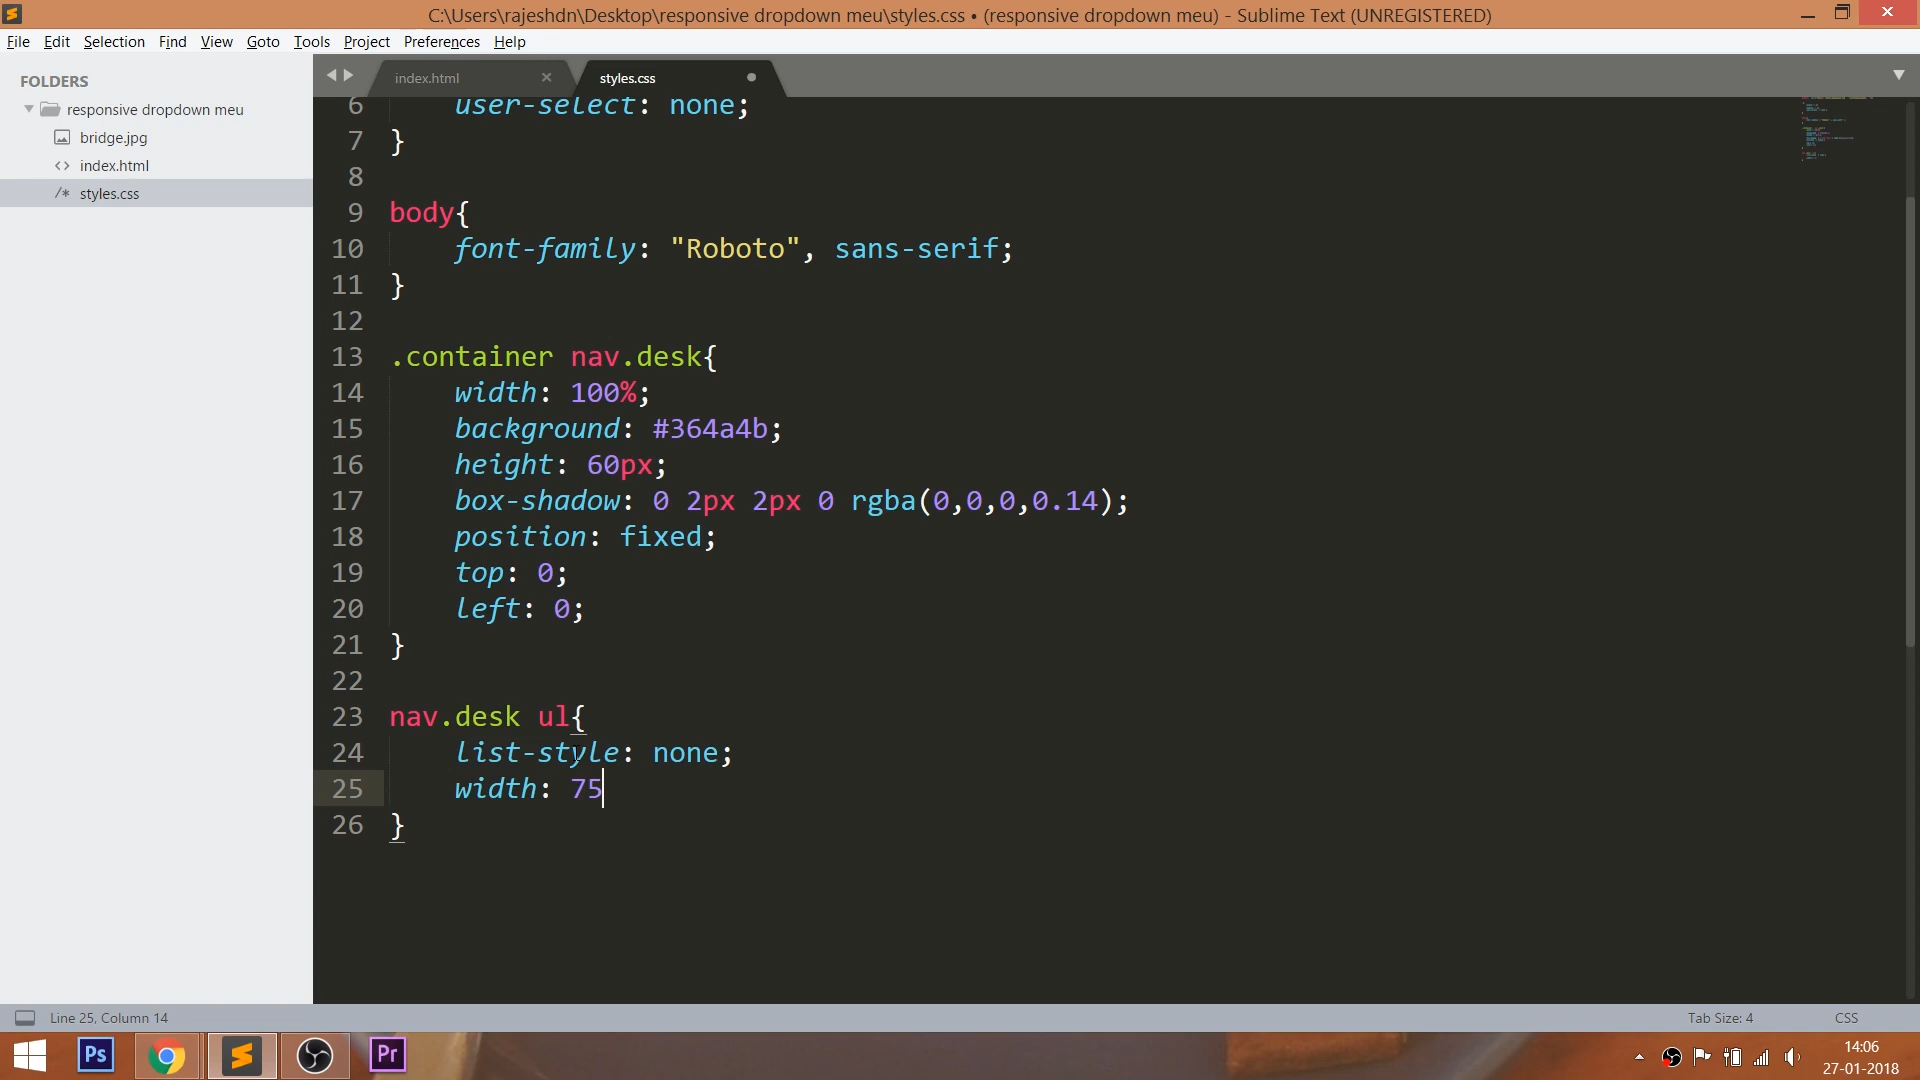 C:\Users\rajeshdn\Desktop\responsive dropdown meu\styles.css • (responsive dropdown meu) - Sublime Text (UNREGISTERED)
File Edit Selection Find View Goto Tools Project Preferences Help
FOLDERS
responsive dropdown meu
bridge.jpg
<> index.html
/* styles.css
index.html
styles.css
6 user-select: none;
7 }
8
9 body{
10 font-family: "Roboto", sans-serif;
11 }
12
13 .container nav.desk{
14 width: 100%;
15 background: #364a4b;
16 height: 60px;
17 box-shadow: 0 2px 2px 0 rgba(0,0,0,0.14);
18 position: fixed;
19 top: 0;
20 left: 0;
21 }
22
23 nav.desk ul{
24 list-style: none;
25 width: 75
26 }
Line 25, Column 14
Tab Size: 4
CSS
Ps
Pr
14:06
27-01-2018